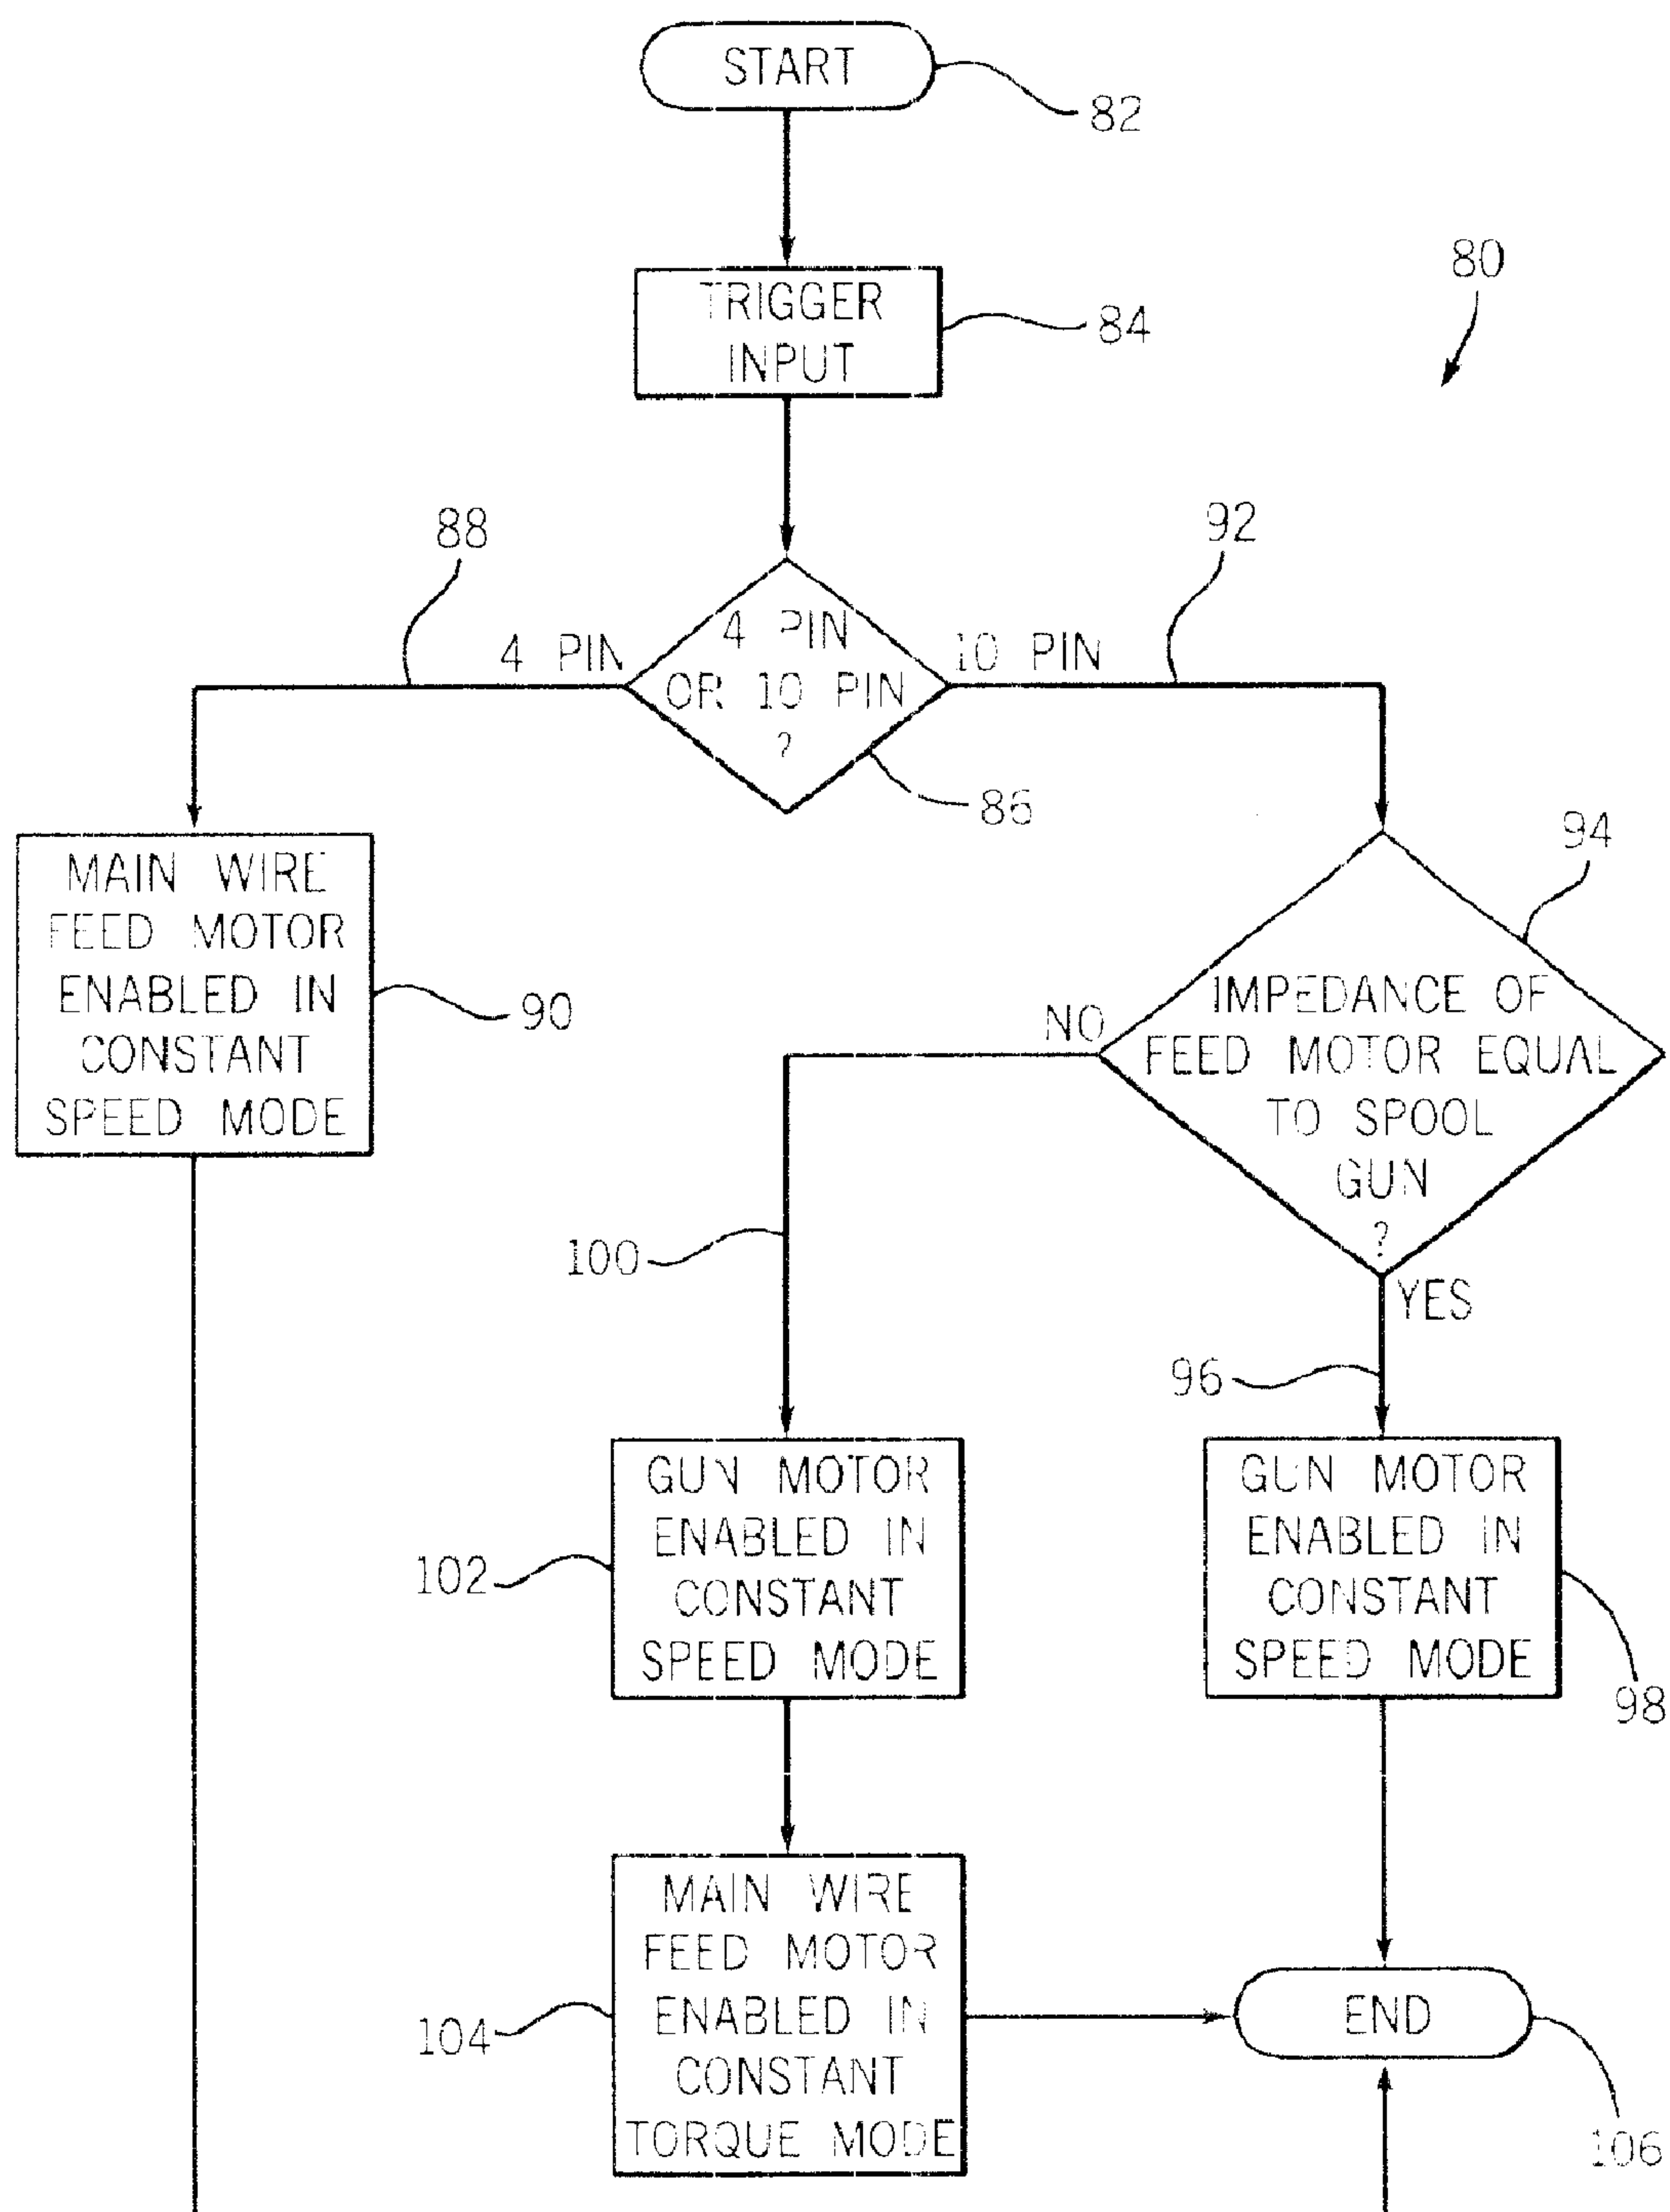 START
82
TRIGGER
INPUT
84
80
88
92
4 PIN
4 PIN
OR 10 PIN
?
10 PIN
86
MAIN WIRE
FEED MOTOR
ENABLED IN
CONSTANT
SPEED MODE
90
94
IMPEDANCE OF
FEED MOTOR EQUAL
TO SPOOL
GUN
?
NO
YES
100
96
GUN MOTOR
ENABLED IN
CONSTANT
SPEED MODE
102
GUN MOTOR
ENABLED IN
CONSTANT
SPEED MODE
98
MAIN WIRE
FEED MOTOR
ENABLED IN
CONSTANT
TORQUE MODE
104
END
106